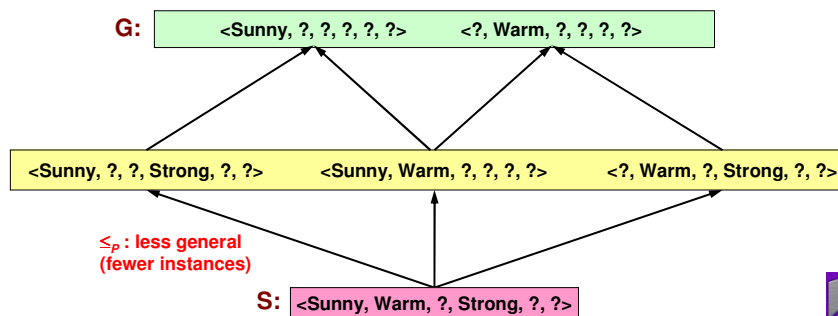 G: <Sunny, ?, ?, ?, ?, ?> <?, Warm, ?, ?, ?, ?>
<Sunny, ?, ?, Strong, ?, ?> <Sunny, Warm, ?, ?, ?, ?> <?, Warm, ?, Strong, ?, ?>
≤P : less general
(fewer instances)
S: <Sunny, Warm, ?, Strong, ?, ?>